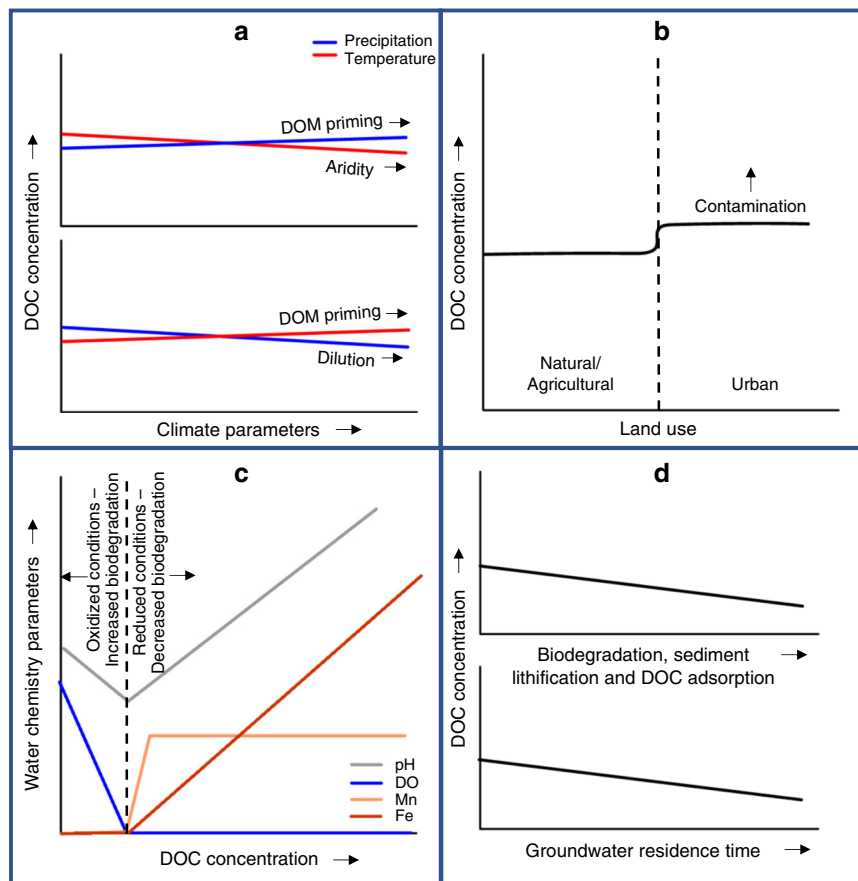 a
Precipitation
Temperature
DOC concentration →
DOM priming →
Aridity →
DOM priming →
Dilution →
Climate parameters →
b
DOC concentration →
Contamination
Natural/
Agricultural
Urban
Land use
c
Water chemistry parameters →
Oxidized conditions –
Increased biodegradation
Reduced conditions –
Decreased biodegradation
pH
DO
Mn
Fe
DOC concentration →
d
DOC concentration →
Biodegradation, sediment →
lithification and DOC adsorption
Groundwater residence time →